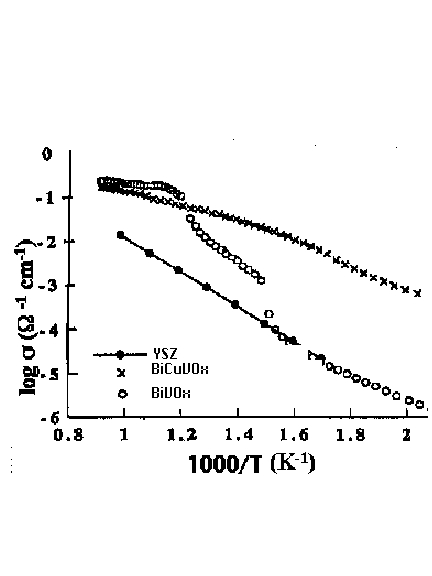 0
-1
-2
-3
-4
-5
-6
log σ (Ω⁻¹ cm⁻¹)
YSZ
BiCuVOx
BiVOx
0.8 1 1.2 1.4 1.6 1.8 2
1000/T (K⁻¹)